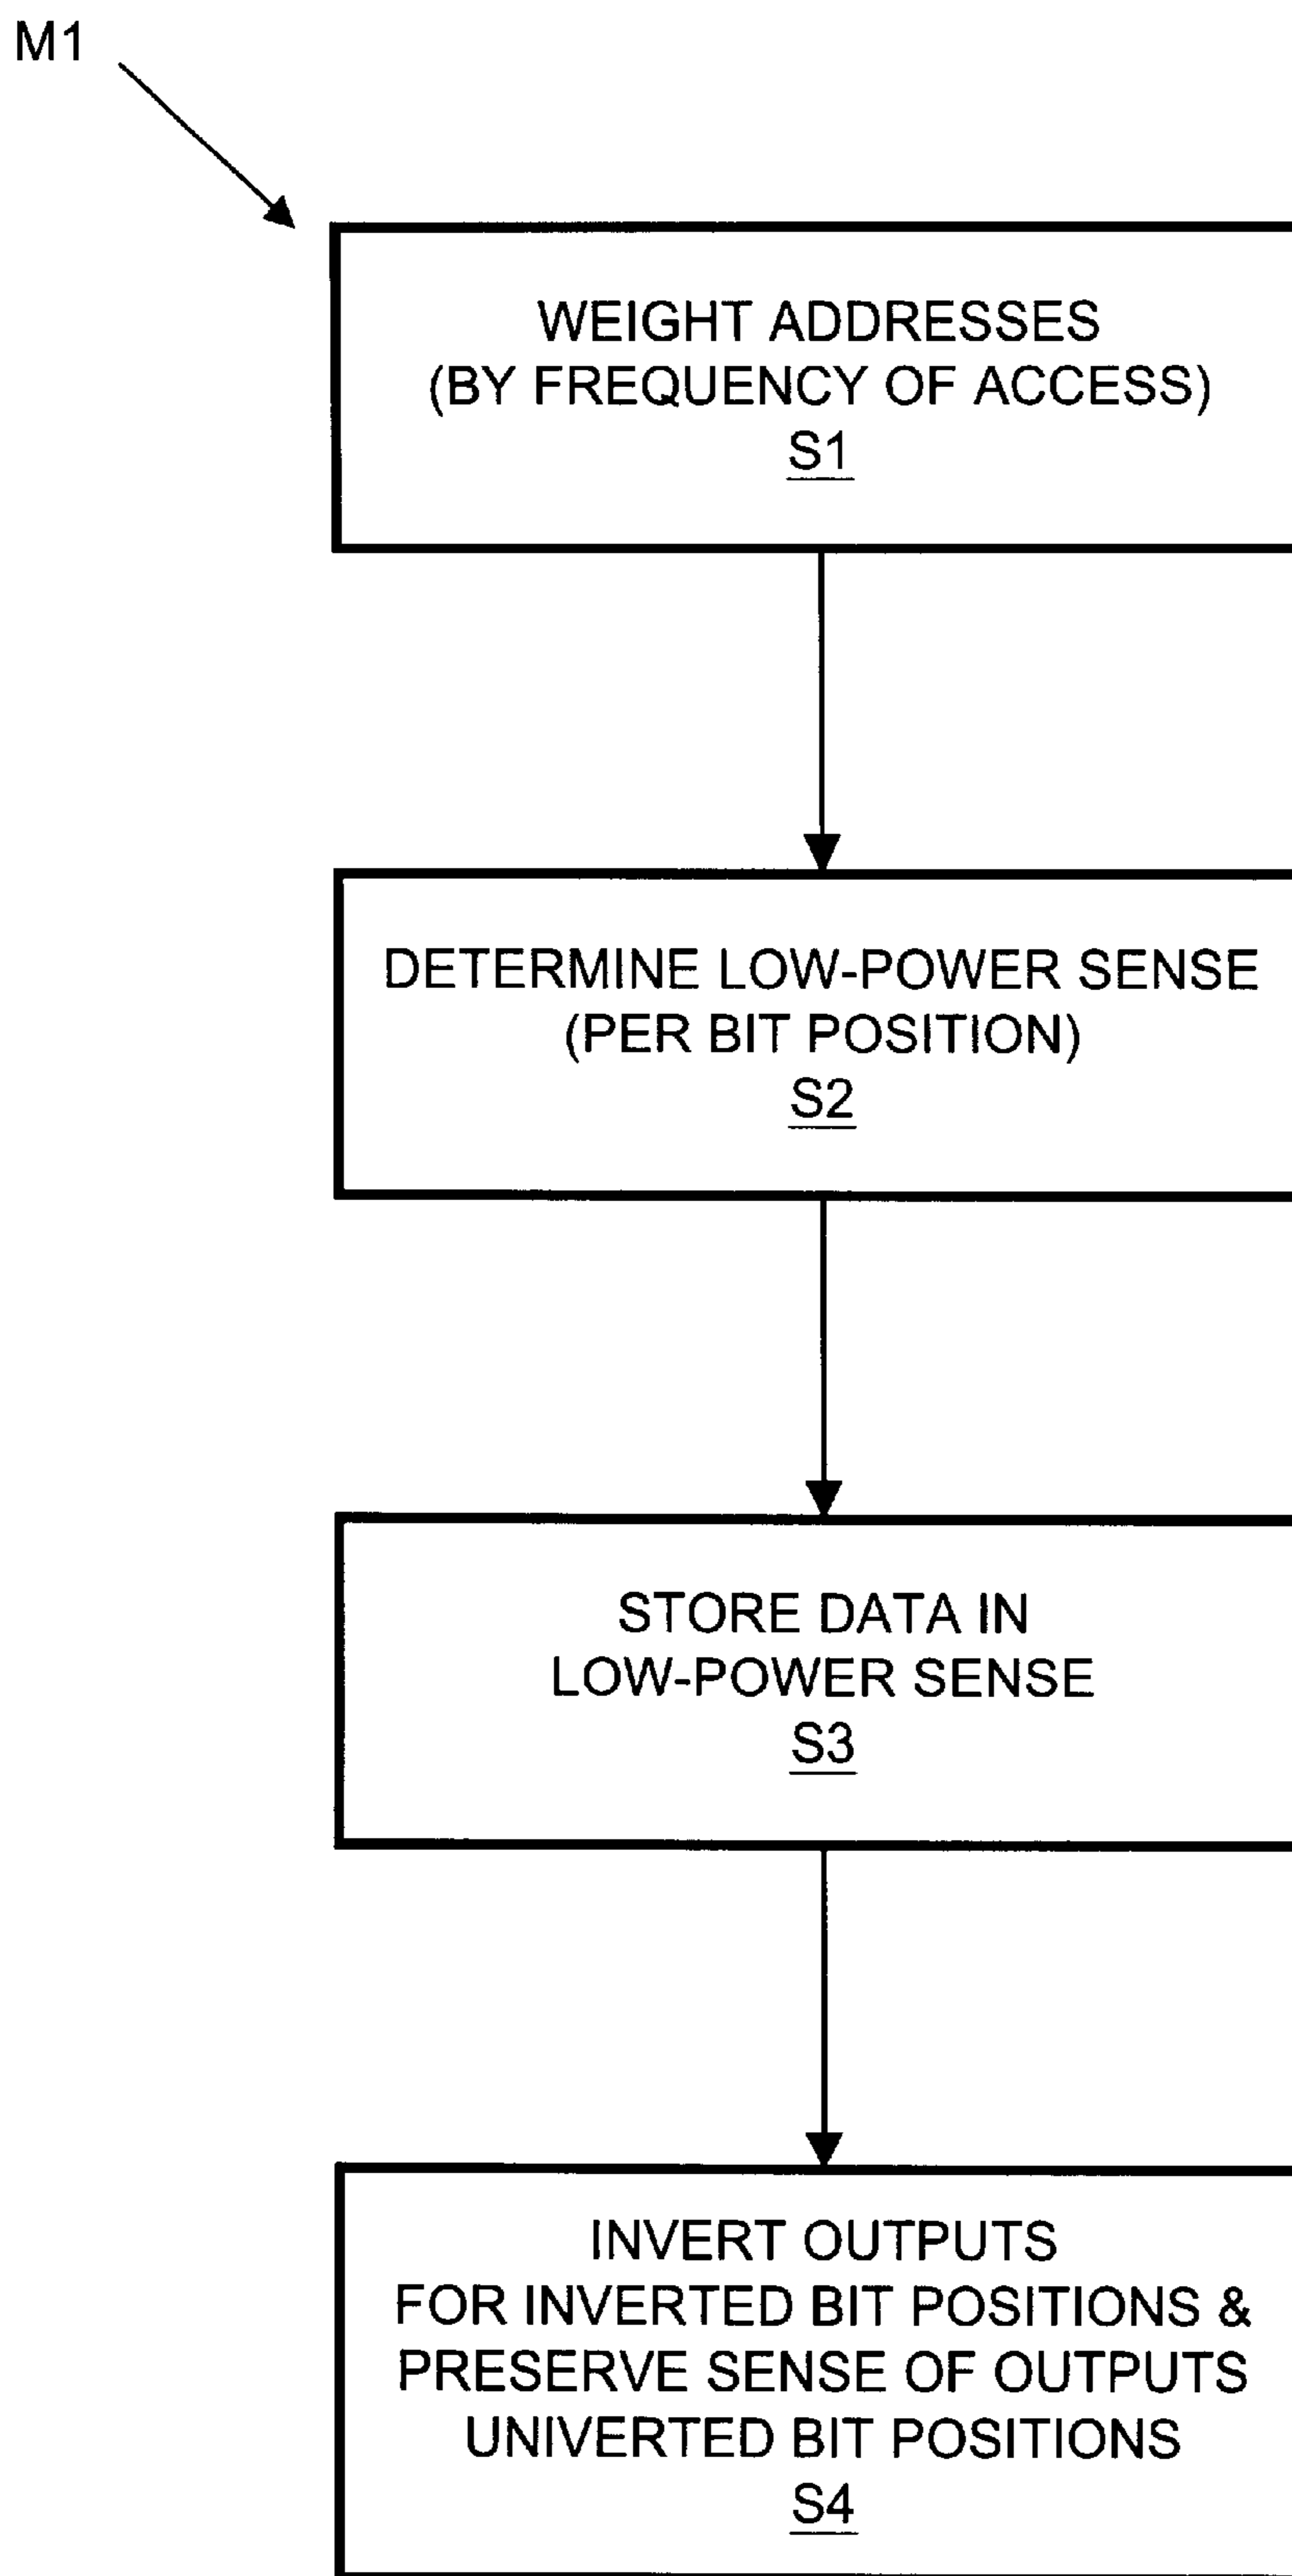 M1
WEIGHT ADDRESSES
(BY FREQUENCY OF ACCESS)
S1
DETERMINE LOW-POWER SENSE
(PER BIT POSITION)
S2
STORE DATA IN
LOW-POWER SENSE
S3
INVERT OUTPUTS
FOR INVERTED BIT POSITIONS &
PRESERVE SENSE OF OUTPUTS
UNIVERTED BIT POSITIONS
S4